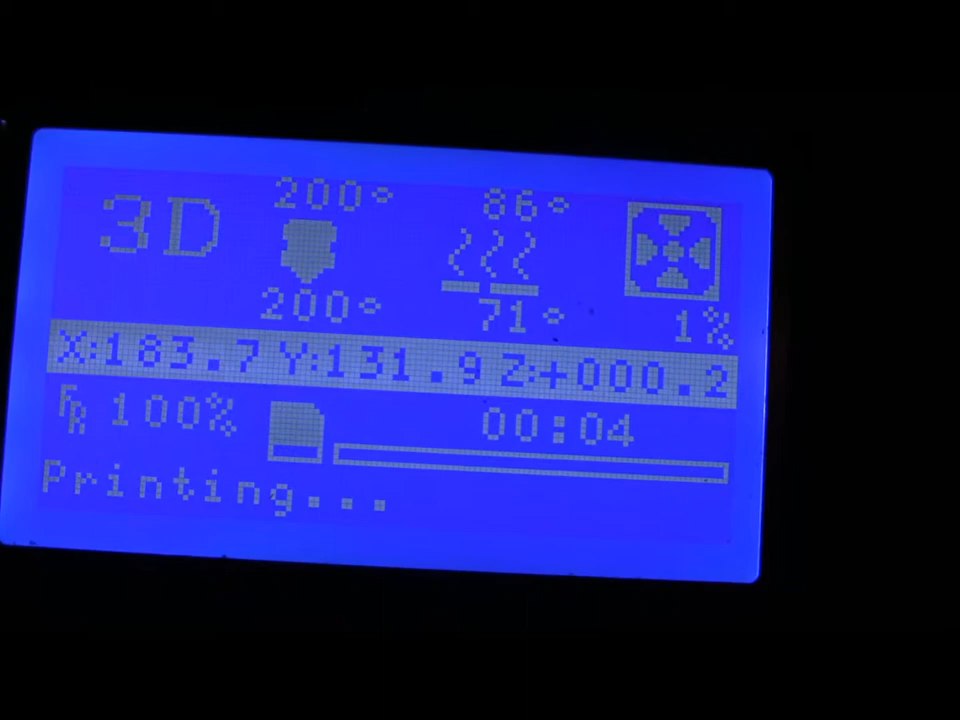 3D 200° 86°
200° 71° 1%
X:183.7 Y:131.9 Z:+000.2
FR 100% 00:04
Printing...